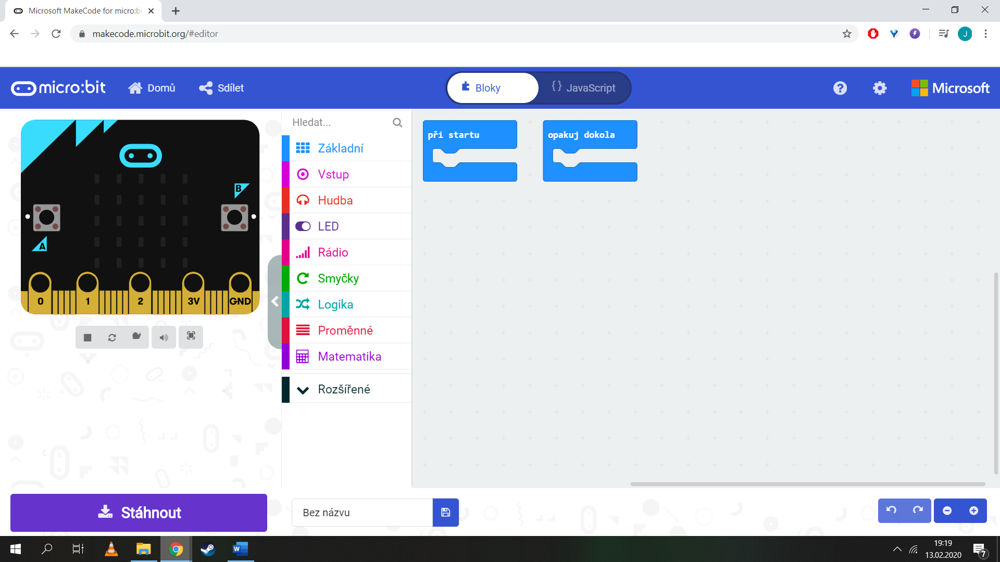 Microsoft MakeCode for micro:bi
makecode.microbit.org/#editor
J
micro:bit
Domů
Sdílet
Bloky
{ } JavaScript
?
Microsoft
Hledat...
Základní
Vstup
Hudba
LED
Rádio
Smyčky
Logika
Proměnné
Matematika
Rozšířené
při startu
opakuj dokola
B
A
0
1
2
3V
GND
Stáhnout
Bez názvu
W
19:19
13.02.2020
7